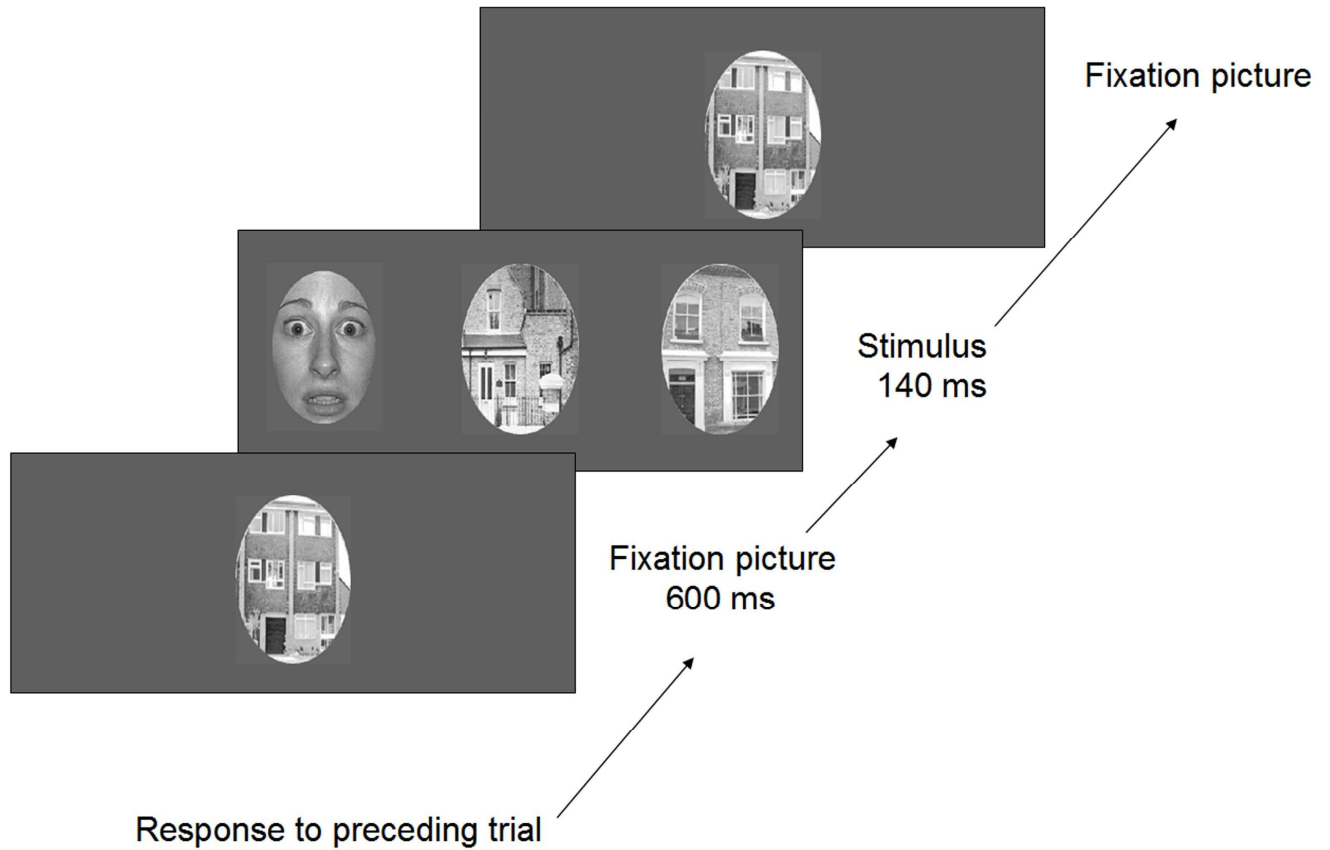 Fixation picture
Stimulus
140 ms
Fixation picture
600 ms
Response to preceding trial